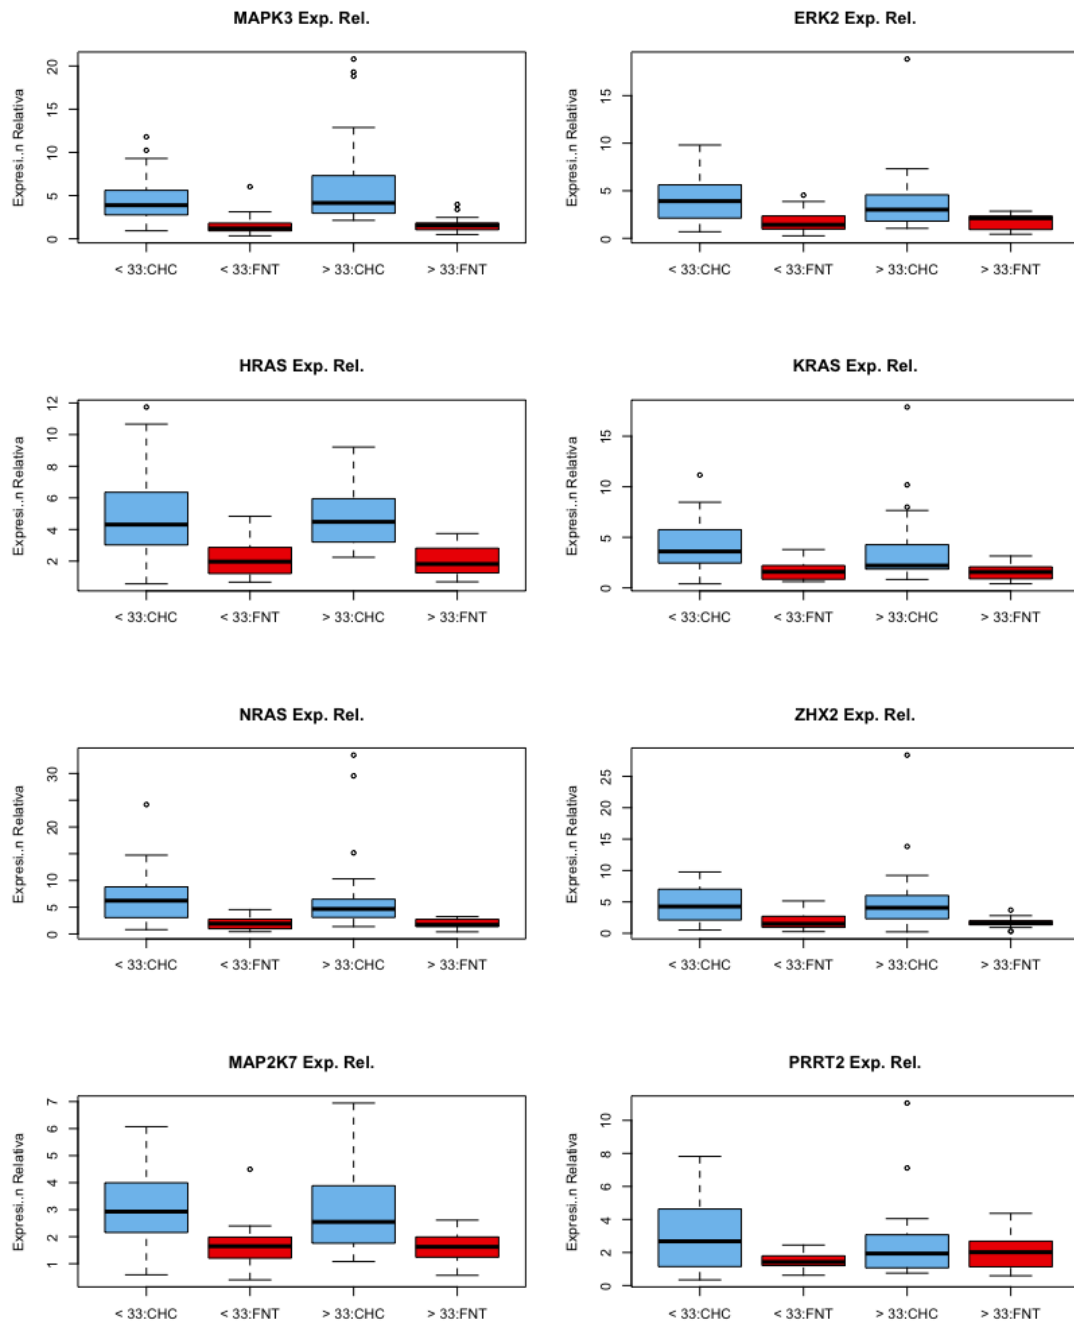 MAPK3 Exp. Rel.
Expresi..n Relativa
0 5 10 15 20
< 33:CHC < 33:FNT > 33:CHC > 33:FNT
ERK2 Exp. Rel.
Expresi..n Relativa
0 5 10 15
< 33:CHC < 33:FNT > 33:CHC > 33:FNT
HRAS Exp. Rel.
Expresi..n Relativa
2 4 6 8 10 12
< 33:CHC < 33:FNT > 33:CHC > 33:FNT
KRAS Exp. Rel.
Expresi..n Relativa
0 5 10 15
< 33:CHC < 33:FNT > 33:CHC > 33:FNT
NRAS Exp. Rel.
Expresi..n Relativa
0 5 10 20 30
< 33:CHC < 33:FNT > 33:CHC > 33:FNT
ZHX2 Exp. Rel.
Expresi..n Relativa
0 5 10 15 20 25
< 33:CHC < 33:FNT > 33:CHC > 33:FNT
MAP2K7 Exp. Rel.
Expresi..n Relativa
1 2 3 4 5 6 7
< 33:CHC < 33:FNT > 33:CHC > 33:FNT
PRRT2 Exp. Rel.
Expresi..n Relativa
0 2 4 6 8 10
< 33:CHC < 33:FNT > 33:CHC > 33:FNT